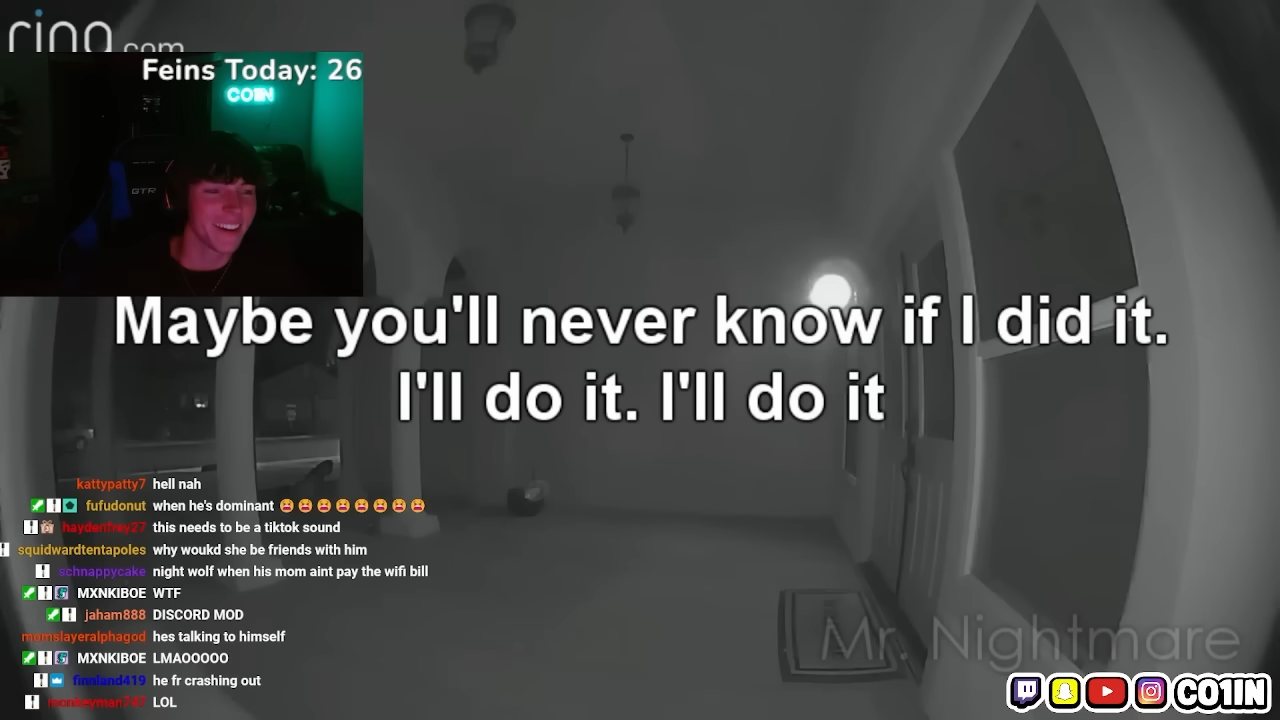 ring.com
Feins Today: 26
CO1IN
GTR
Maybe you'll never know if I did it.
I'll do it. I'll do it
kattypatty7 hell nah
fufudonut when he's dominant 😫😫😫😫😫😫😫😫
haydenfrey27 this needs to be a tiktok sound
squidwardtentapoles why woukd she be friends with him
schnappycake night wolf when his mom aint pay the wifi bill
MXNKIBOE WTF
jaham888 DISCORD MOD
momslayeralphagod hes talking to himself
MXNKIBOE LMAOOOOO
finnland419 he fr crashing out
monkeyman747 LOL
Mr. Nightmare
CO1IN